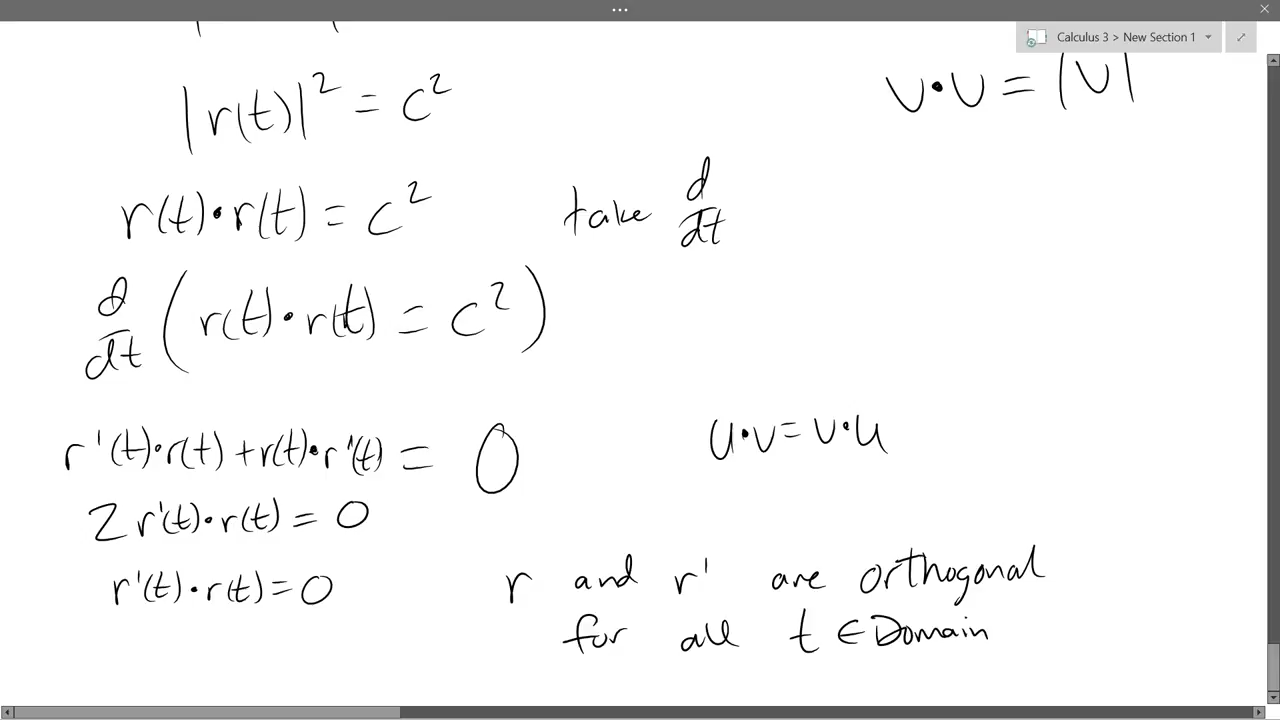 Calculus 3 > New Section 1
|r(t)|² = c²
v•v = |v|
r(t)•r(t) = c² take d/dt
d/dt (r(t)•r(t) = c²)
r'(t)•r(t) + r(t)•r'(t) = 0
u•v = v•u
2 r'(t)•r(t) = 0
r'(t)•r(t) = 0
r and r' are orthogonal
for all t ∈ Domain